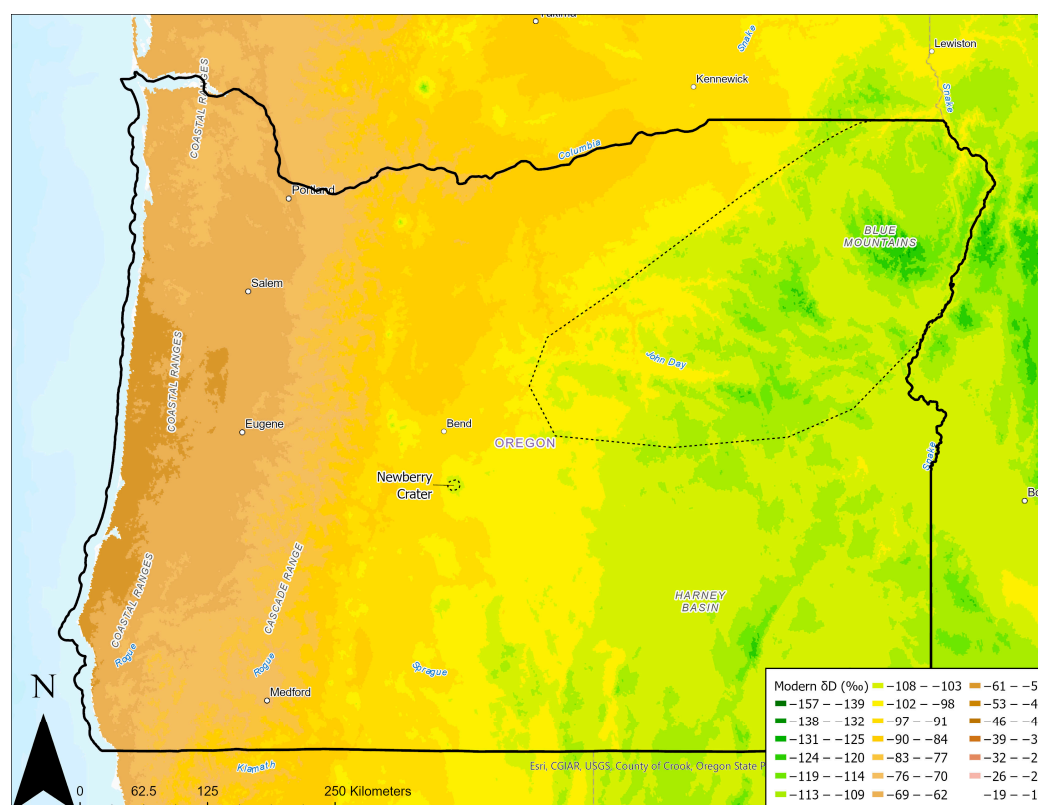 Snake
Lewiston
Kennewick
Snake
COASTAL RANGES
Columbia
Portland
BLUE
MOUNTAINS
Salem
COASTAL RANGES
John Day
Eugene
Bend
OREGON
Snake
Newberry
Crater
COASTAL RANGES
CASCADE RANGE
HARNEY
BASIN
Rogue
Rogue
Sprague
Medford
N
Klamath
Esri, CGIAR, USGS, County of Crook, Oregon State
0 62.5 125 250 Kilometers
Modern δD (‰)
−157 – −139
−138 – −132
−131 – −125
−124 – −120
−119 – −114
−113 – −109
−108 – −103
−102 – −98
−97 – −91
−90 – −84
−83 – −77
−76 – −70
−69 – −62